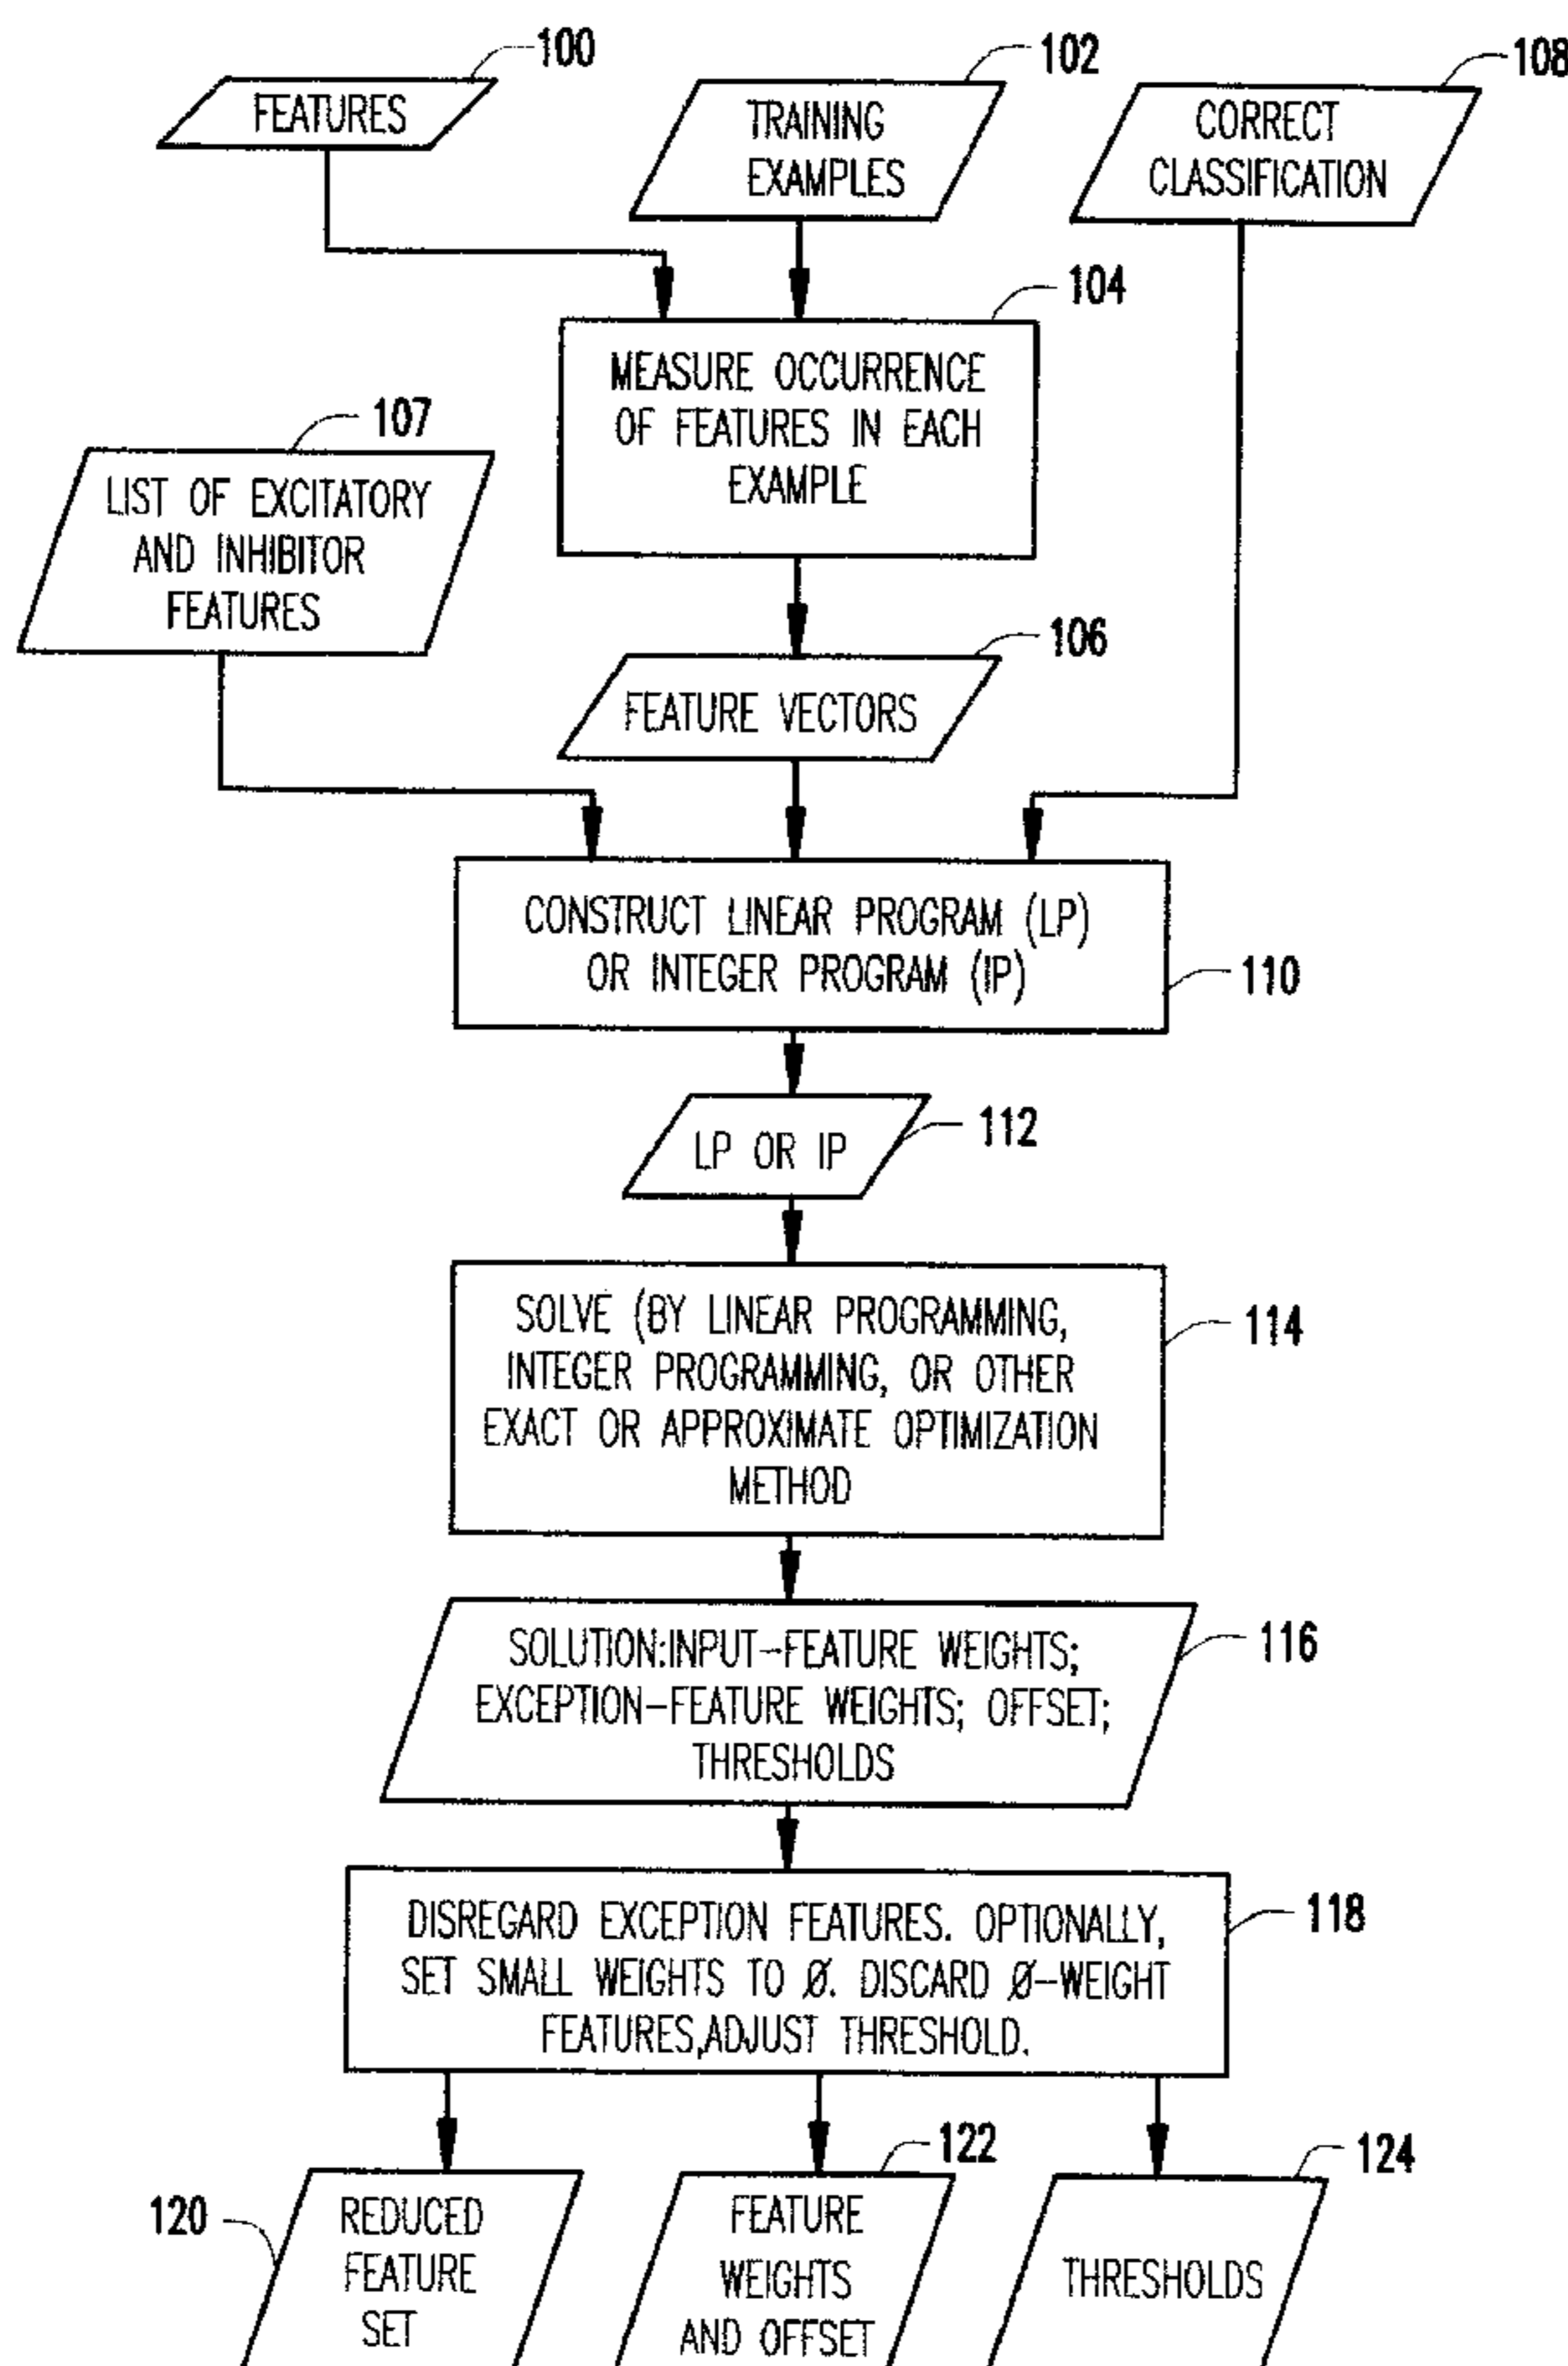 100
FEATURES
102
TRAINING
EXAMPLES
108
CORRECT
CLASSIFICATION
104
MEASURE OCCURRENCE
OF FEATURES IN EACH
EXAMPLE
107
LIST OF EXCITATORY
AND INHIBITOR
FEATURES
106
FEATURE VECTORS
CONSTRUCT LINEAR PROGRAM (LP)
OR INTEGER PROGRAM (IP)
110
LP OR IP
112
SOLVE (BY LINEAR PROGRAMMING,
INTEGER PROGRAMMING, OR OTHER
EXACT OR APPROXIMATE OPTIMIZATION
METHOD
114
SOLUTION:INPUT-FEATURE WEIGHTS;
EXCEPTION-FEATURE WEIGHTS; OFFSET;
THRESHOLDS
116
DISREGARD EXCEPTION FEATURES. OPTIONALLY,
SET SMALL WEIGHTS TO Ø. DISCARD Ø-WEIGHT
FEATURES,ADJUST THRESHOLD.
118
120
REDUCED
FEATURE
SET
122
FEATURE
WEIGHTS
AND OFFSET
124
THRESHOLDS